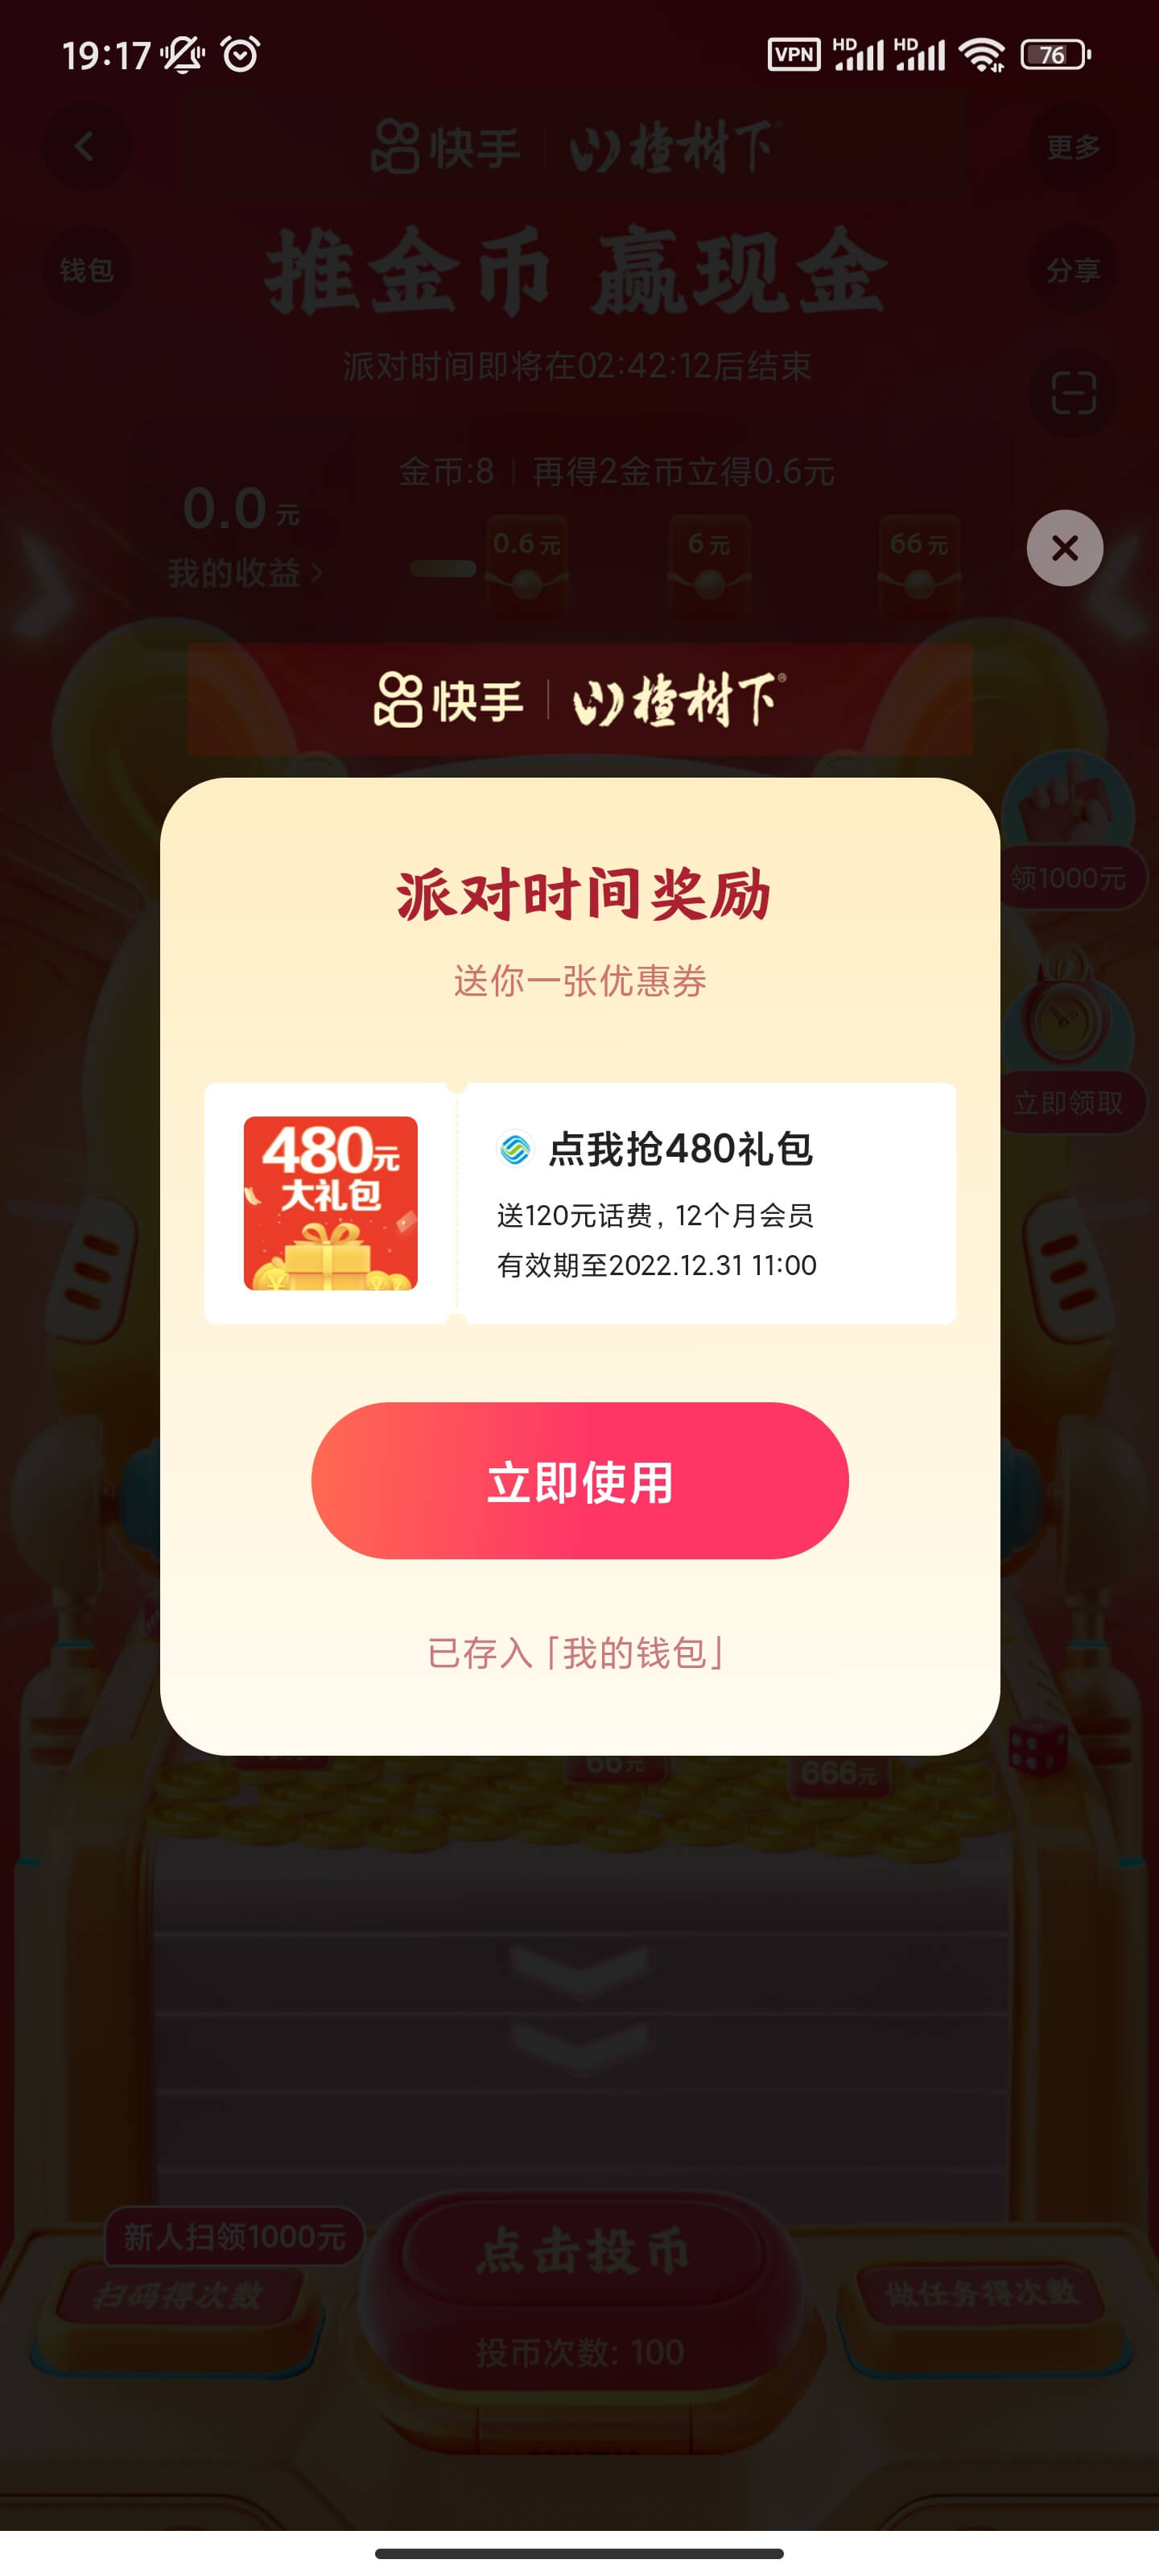 19:17
VPN HD HD 76
快手 山楂树下
更多
钱包
推金币 赢现金
分享
派对时间即将在02:42:12后结束
金币:8 | 再得2金币立得0.6元
0.0 元
0.6元 6元 66元
我的收益 >
快手 山楂树下®
派对时间奖励
领1000元
送你一张优惠券
立即领取
480元
大礼包
点我抢480礼包
送120元话费, 12个月会员
有效期至2022.12.31 11:00
立即使用
已存入「我的钱包」
66元
666元
新人扫领1000元
点击投币
扫码得次数
做任务得次数
投币次数: 100